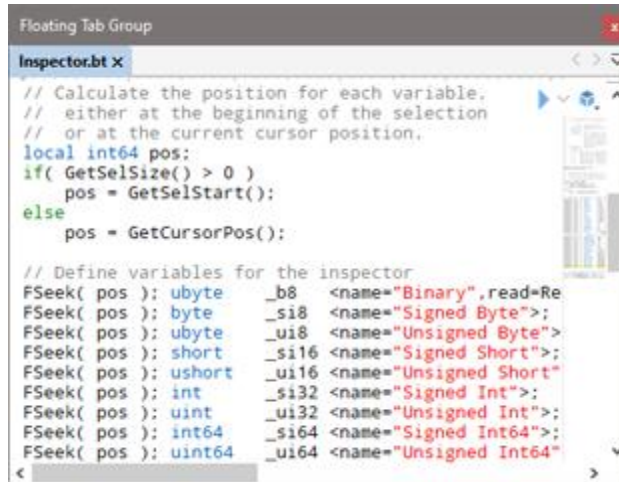 Floating Tab Group
Inspector.bt
// Calculate the position for each variable.
//  either at the beginning of the selection
//  or at the current cursor position.
local int64 pos;
if( GetSelSize() > 0 )
    pos = GetSelStart();
else
    pos = GetCursorPos();
// Define variables for the inspector
FSeek( pos ); ubyte    _b8   <name="Binary",read=Re
FSeek( pos ); byte     _si8  <name="Signed Byte">;
FSeek( pos ); ubyte    _ui8  <name="Unsigned Byte">
FSeek( pos ); short    _si16 <name="Signed Short">;
FSeek( pos ); ushort   _ui16 <name="Unsigned Short"
FSeek( pos ); int      _si32 <name="Signed Int">;
FSeek( pos ); uint     _ui32 <name="Unsigned Int">;
FSeek( pos ); int64    _si64 <name="Signed Int64">;
FSeek( pos ); uint64   _ui64 <name="Unsigned Int64"